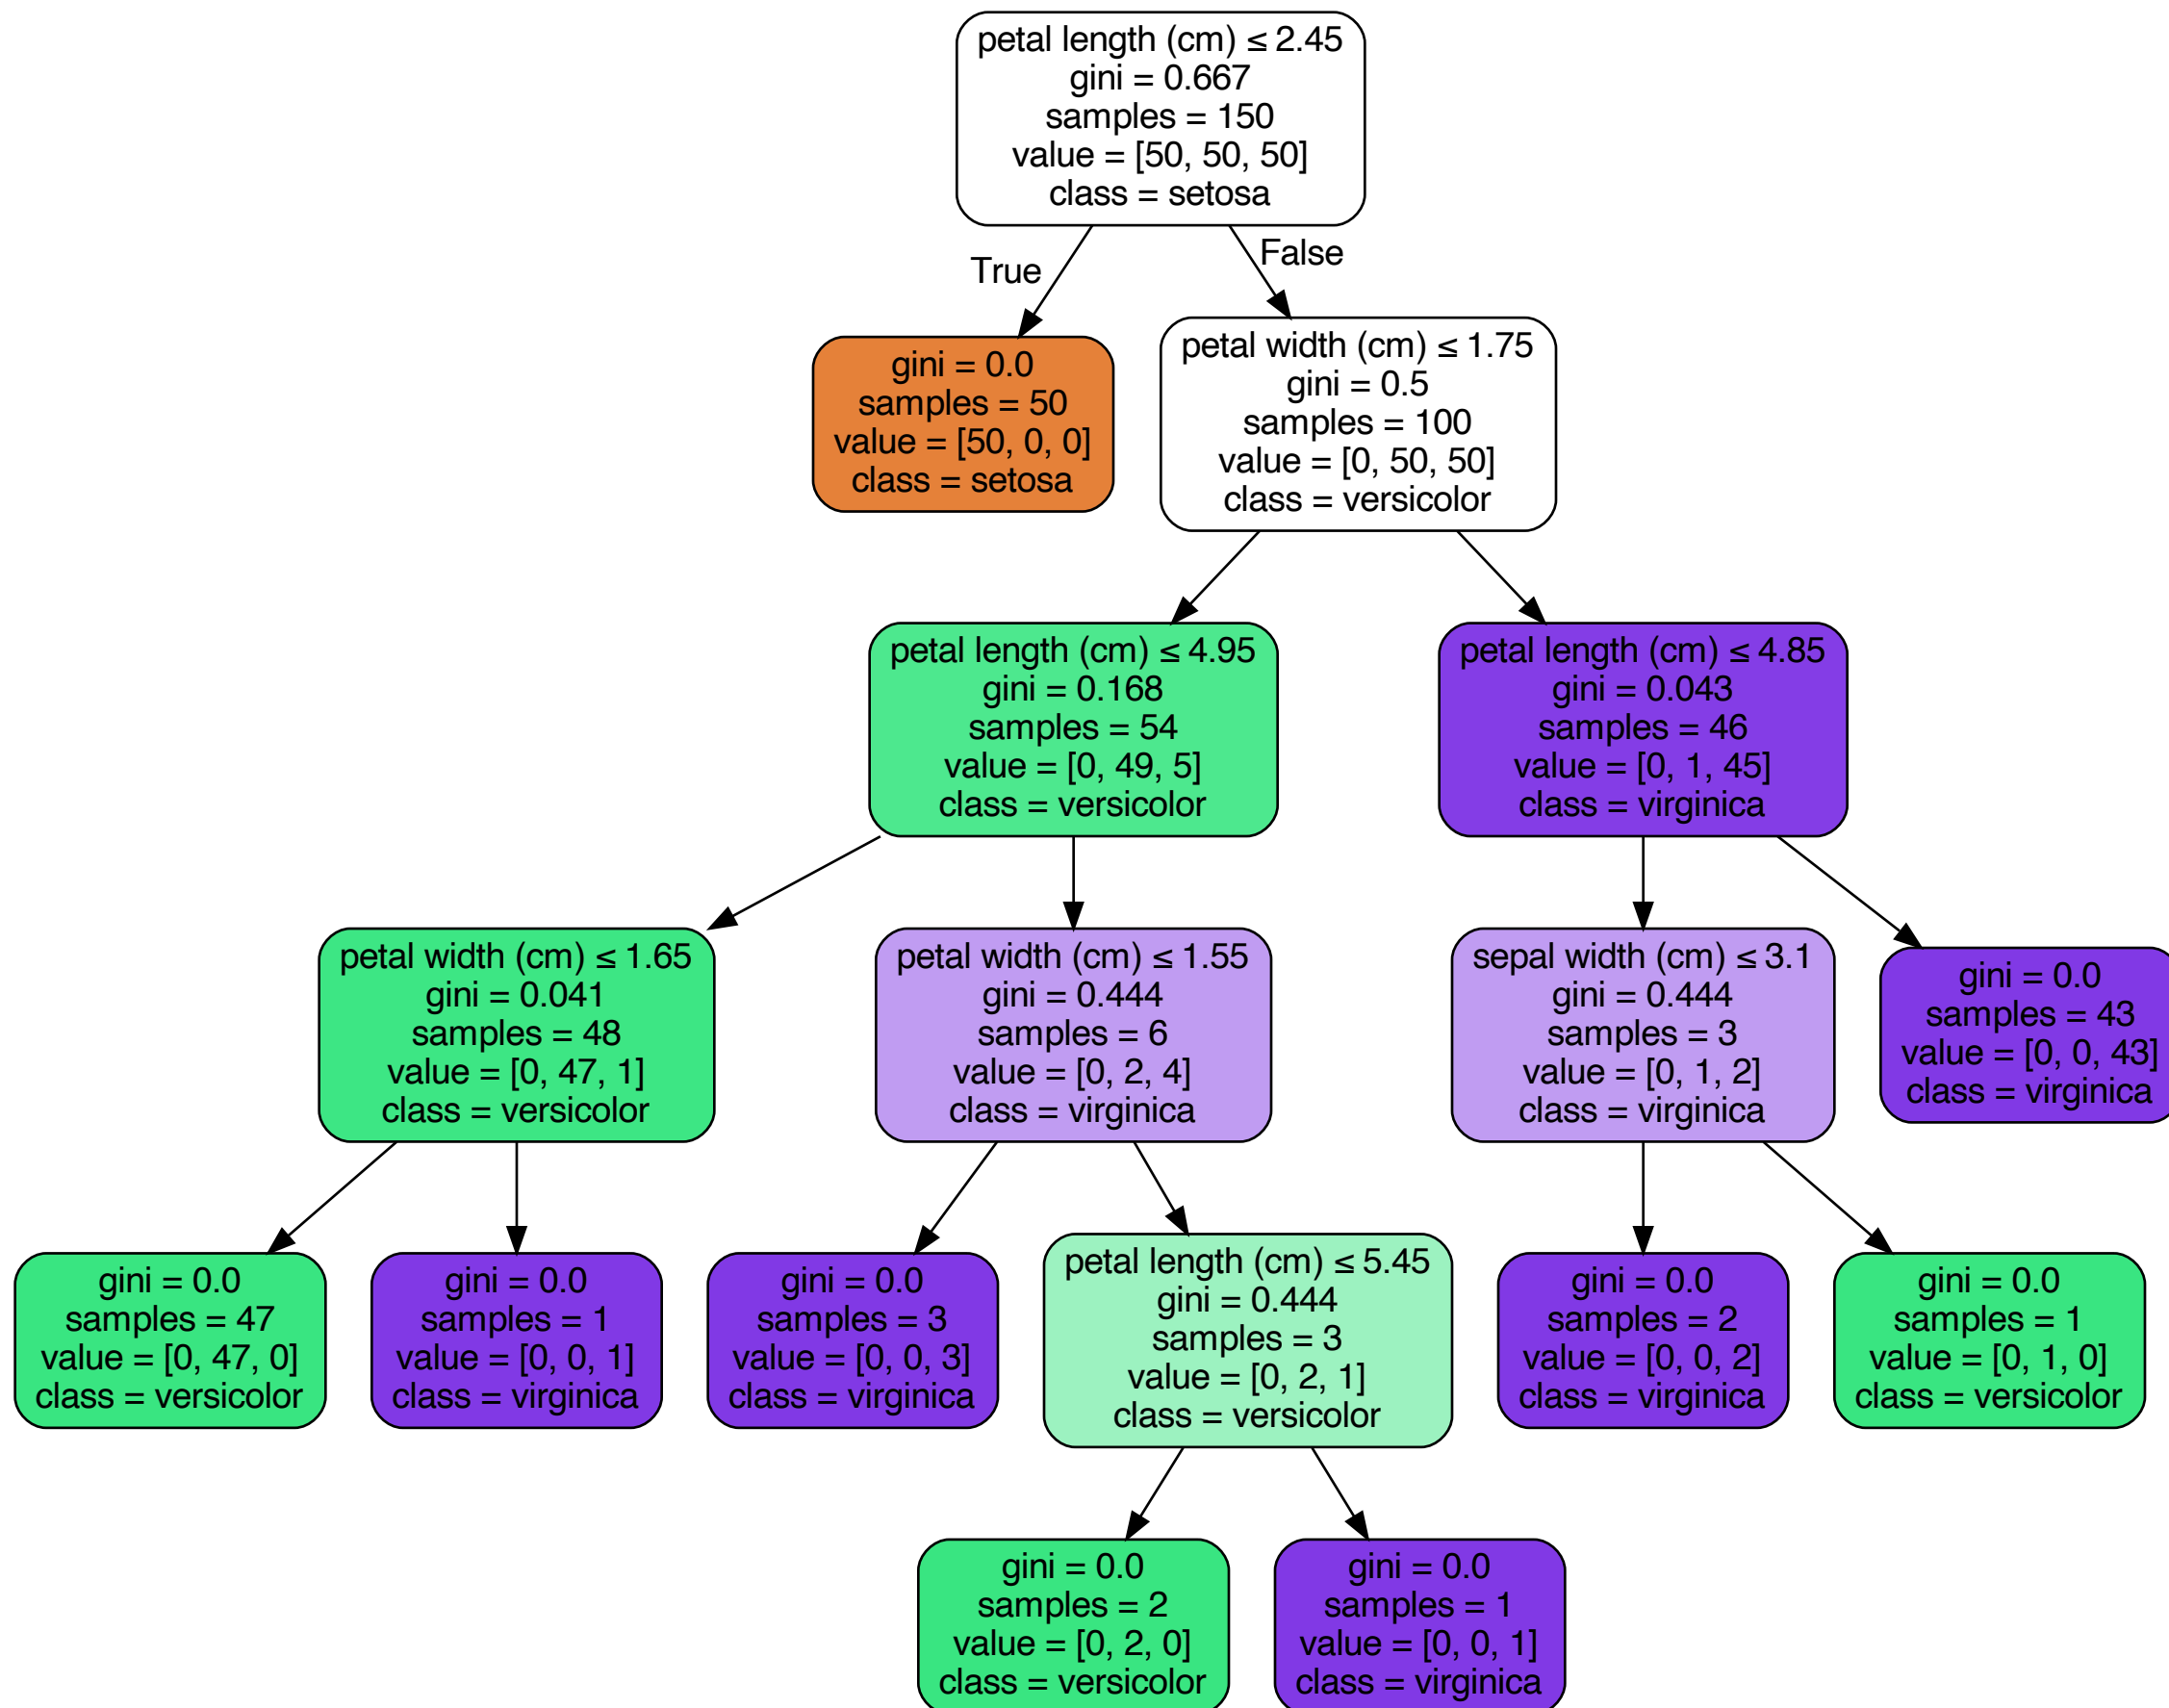 petal length (cm) ≤ 2.45
gini = 0.667
samples = 150
value = [50, 50, 50]
class = setosa
True
False
gini = 0.0
samples = 50
value = [50, 0, 0]
class = setosa
petal width (cm) ≤ 1.75
gini = 0.5
samples = 100
value = [0, 50, 50]
class = versicolor
petal length (cm) ≤ 4.95
gini = 0.168
samples = 54
value = [0, 49, 5]
class = versicolor
petal length (cm) ≤ 4.85
gini = 0.043
samples = 46
value = [0, 1, 45]
class = virginica
petal width (cm) ≤ 1.65
gini = 0.041
samples = 48
value = [0, 47, 1]
class = versicolor
petal width (cm) ≤ 1.55
gini = 0.444
samples = 6
value = [0, 2, 4]
class = virginica
sepal width (cm) ≤ 3.1
gini = 0.444
samples = 3
value = [0, 1, 2]
class = virginica
gini = 0.0
samples = 43
value = [0, 0, 43]
class = virginica
gini = 0.0
samples = 47
value = [0, 47, 0]
class = versicolor
gini = 0.0
samples = 1
value = [0, 0, 1]
class = virginica
gini = 0.0
samples = 3
value = [0, 0, 3]
class = virginica
petal length (cm) ≤ 5.45
gini = 0.444
samples = 3
value = [0, 2, 1]
class = versicolor
gini = 0.0
samples = 2
value = [0, 0, 2]
class = virginica
gini = 0.0
samples = 1
value = [0, 1, 0]
class = versicolor
gini = 0.0
samples = 2
value = [0, 2, 0]
class = versicolor
gini = 0.0
samples = 1
value = [0, 0, 1]
class = virginica